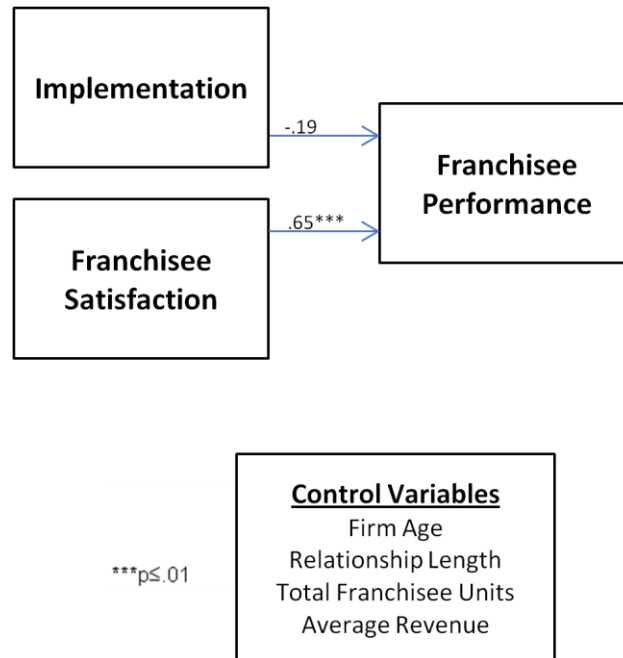 Implementation
-.19
Franchisee
Performance
.65***
Franchisee
Satisfaction
Control Variables
Firm Age
Relationship Length
Total Franchisee Units
Average Revenue
***p≤.01